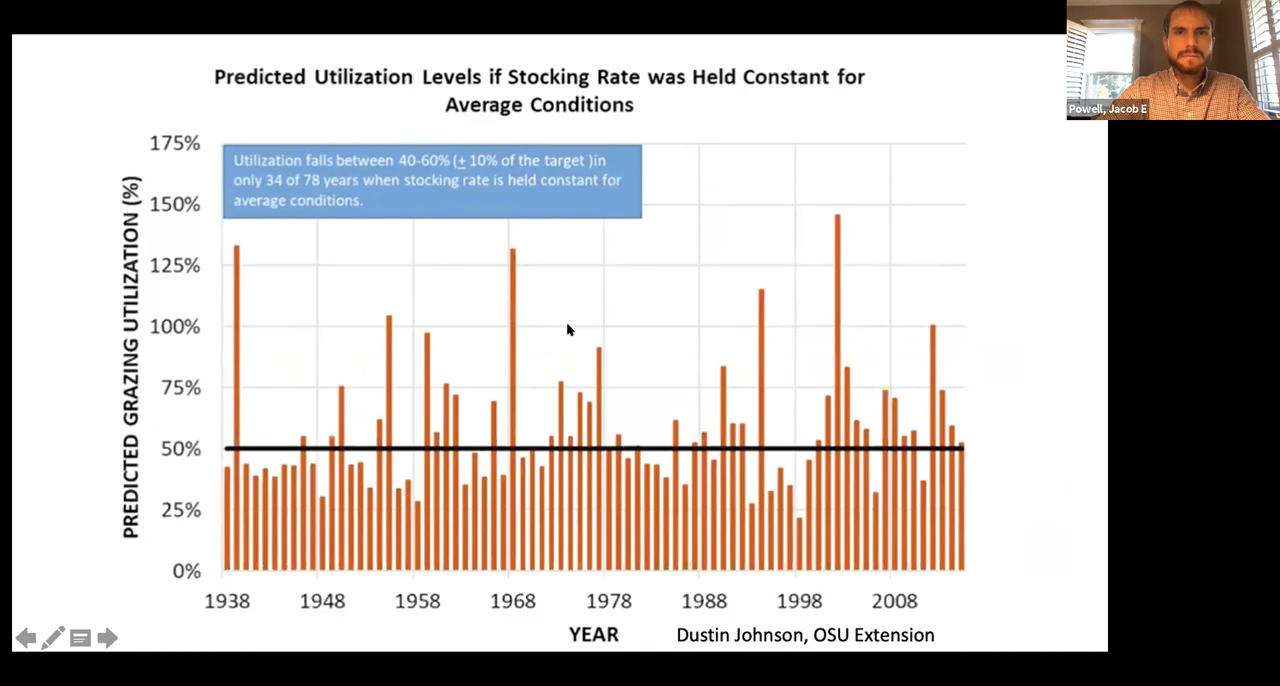 Powell, Jacob E
Predicted Utilization Levels if Stocking Rate was Held Constant for
Average Conditions
Utilization falls between 40-60% (± 10% of the target )in
only 34 of 78 years when stocking rate is held constant for
average conditions.
PREDICTED GRAZING UTILIZATION (%)
175%
150%
125%
100%
75%
50%
25%
0%
1938 1948 1958 1968 1978 1988 1998 2008
YEAR
Dustin Johnson, OSU Extension